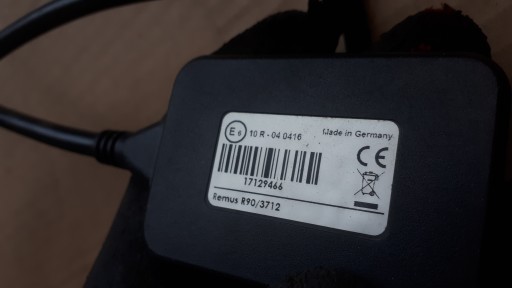 E6 10 R - 04 0416 Made in Germany
CE
17129466
Remus R90/3712